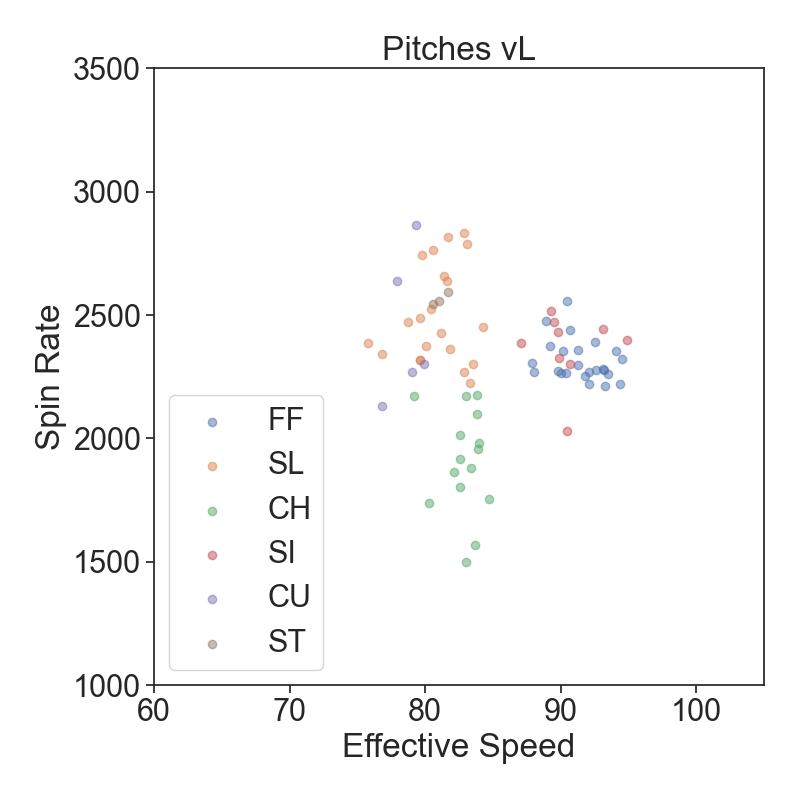 Pitches vL
3500
3000
2500
2000
1500
1000
Spin Rate
FF
SL
CH
SI
CU
ST
60 70 80 90 100
Effective Speed